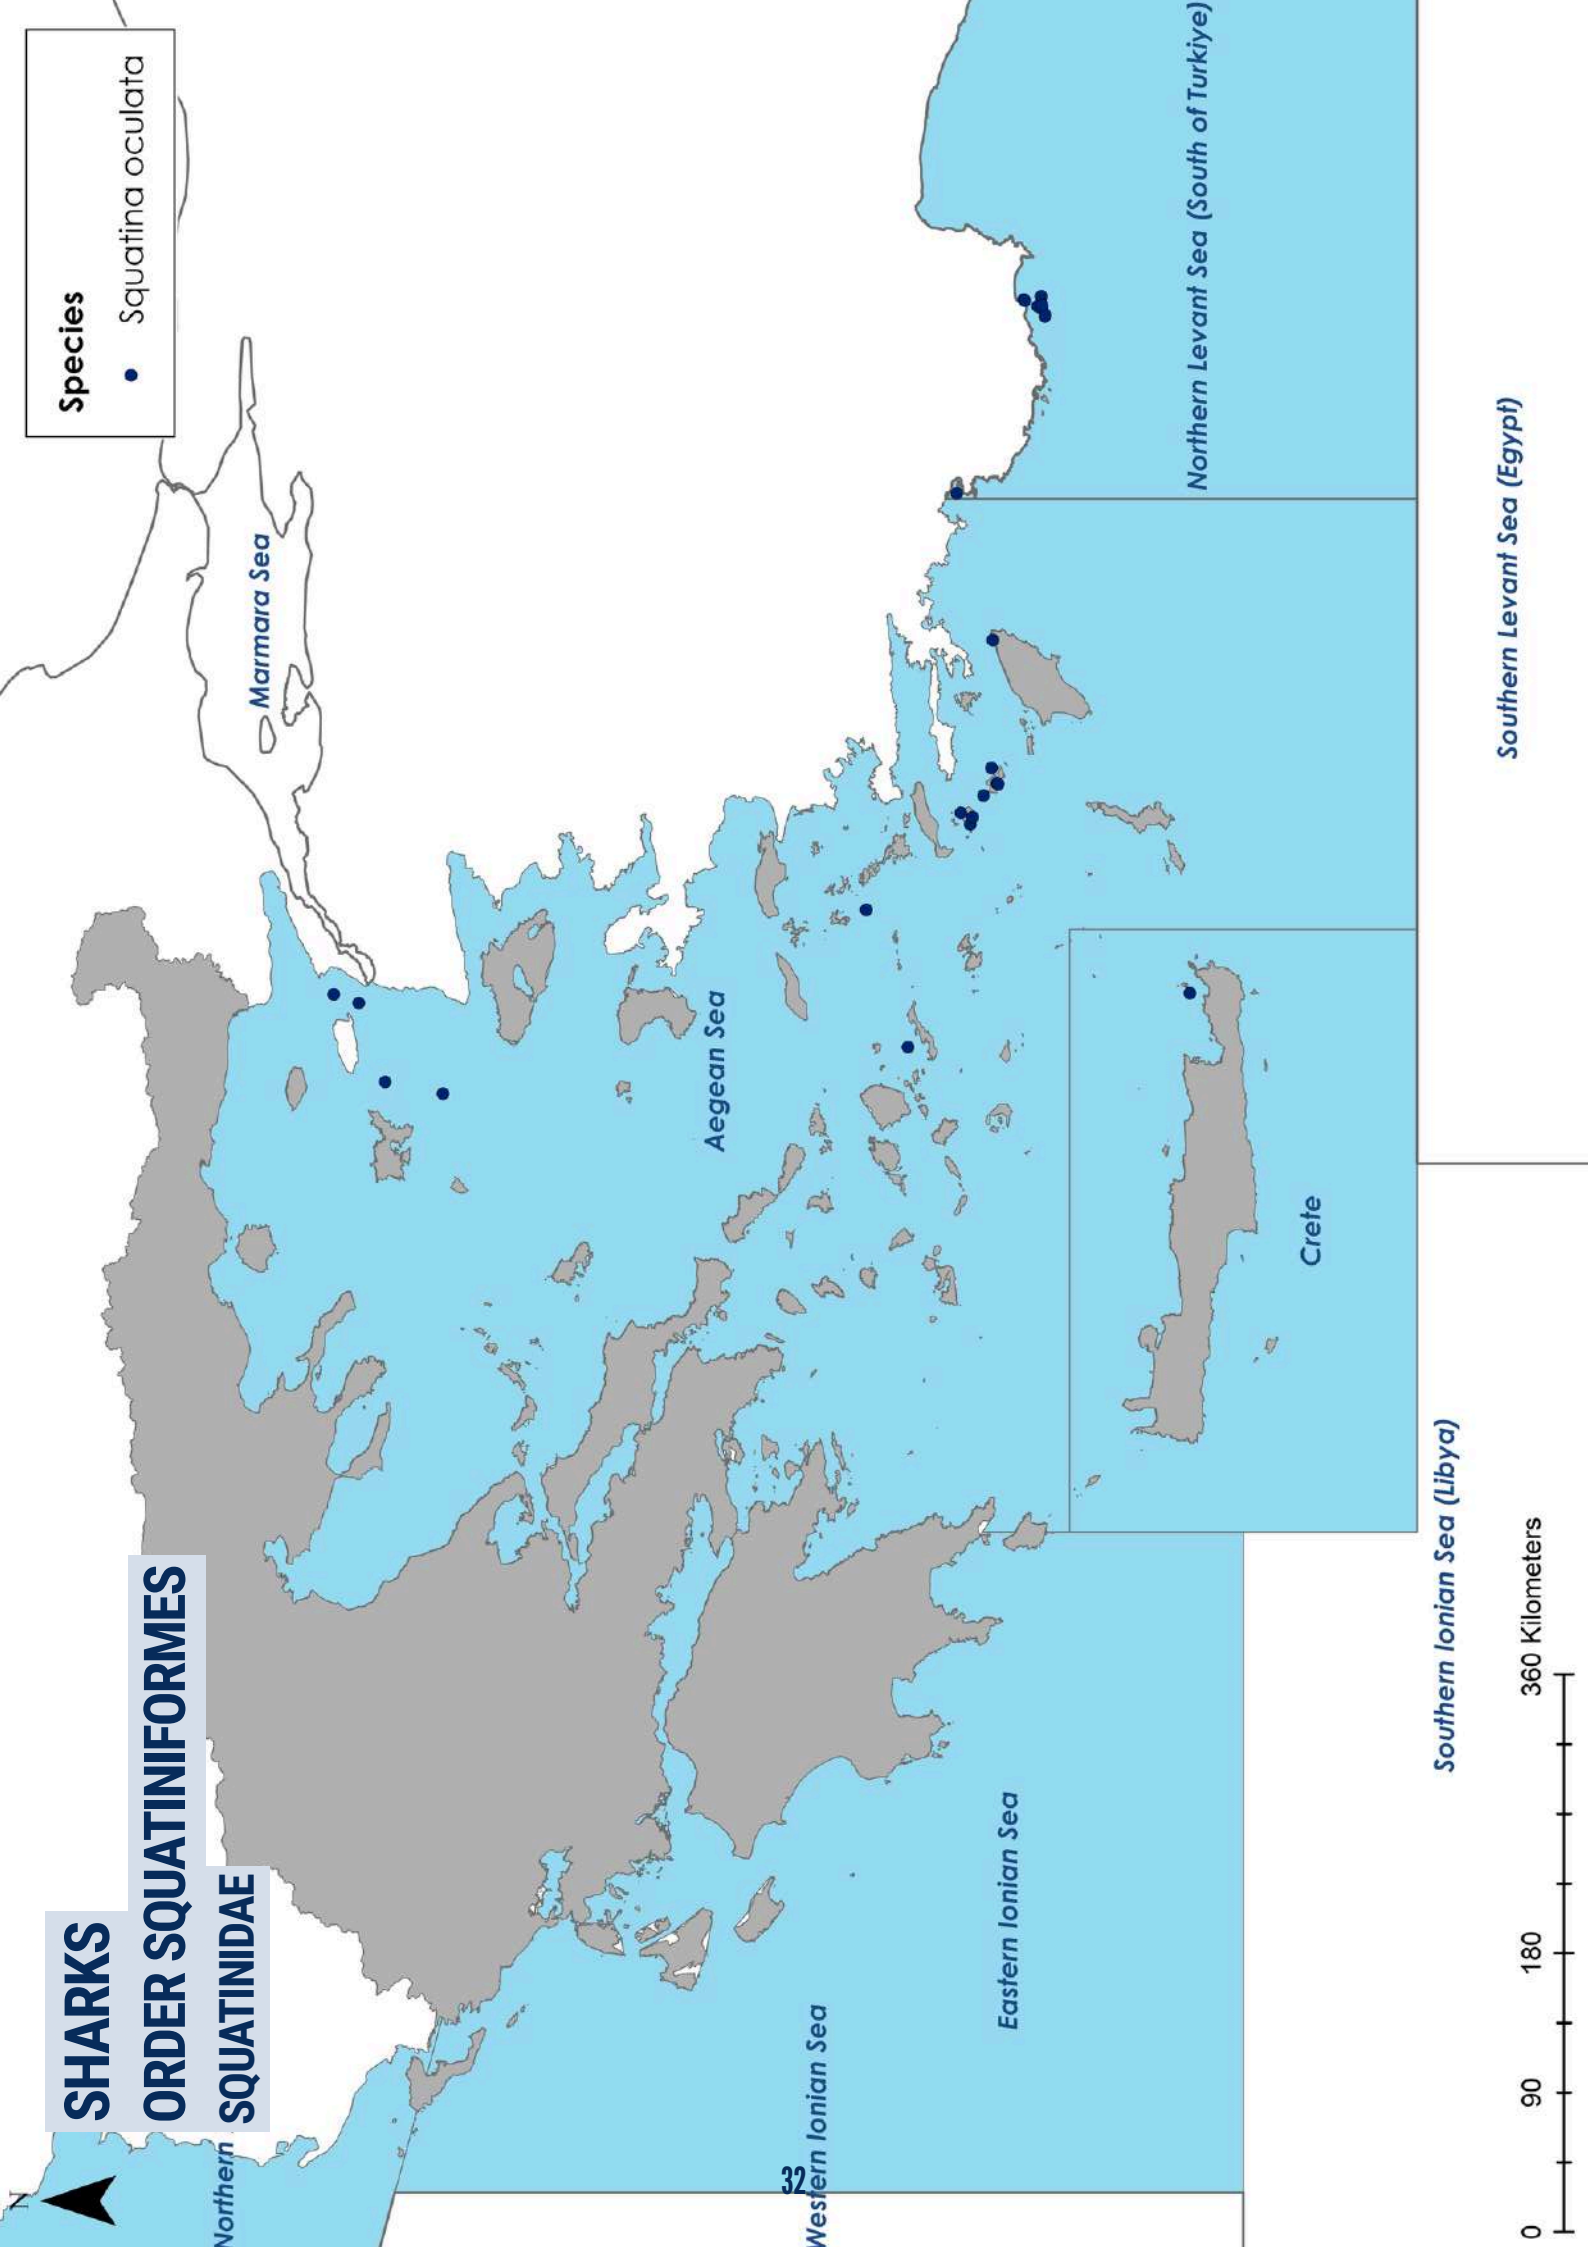 SHARKS
ORDER SQUATINIFORMES
SQUATINIDAE
N
Species
Squatina oculata
Northern
Marmara Sea
Aegean Sea
Western Ionian Sea
Eastern Ionian Sea
Crete
Northern Levant Sea (South of Turkiye)
Southern Ionian Sea (Libya)
Southern Levant Sea (Egypt)
0 90 180 360 Kilometers
32